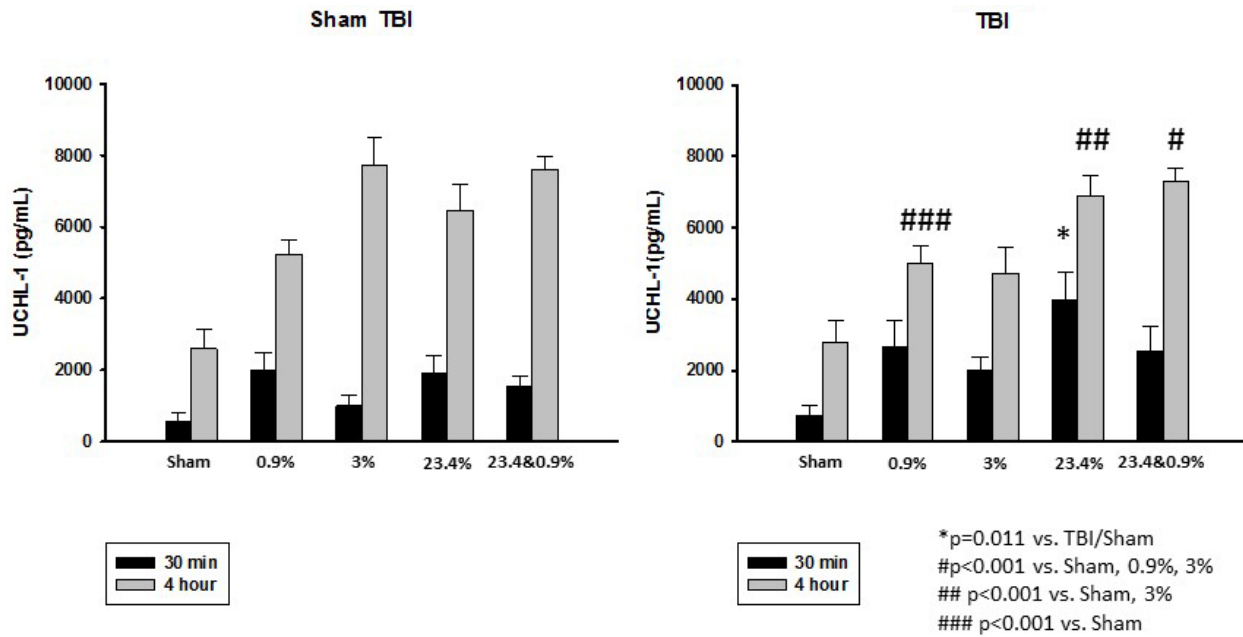 Sham TBI
UCHL-1 (pg/mL)
10000
8000
6000
4000
2000
0
Sham 0.9% 3% 23.4% 23.4&0.9%
30 min
4 hour
TBI
UCHL-1(pg/mL)
10000
8000
6000
4000
2000
0
###
*
##
#
Sham 0.9% 3% 23.4% 23.4&0.9%
30 min
4 hour
*p=0.011 vs. TBI/Sham
#p<0.001 vs. Sham, 0.9%, 3%
## p<0.001 vs. Sham, 3%
### p<0.001 vs. Sham